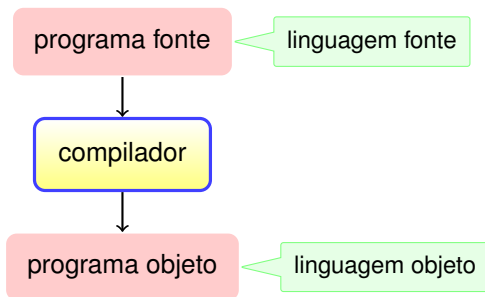 programa fonte
linguagem fonte
compilador
programa objeto
linguagem objeto